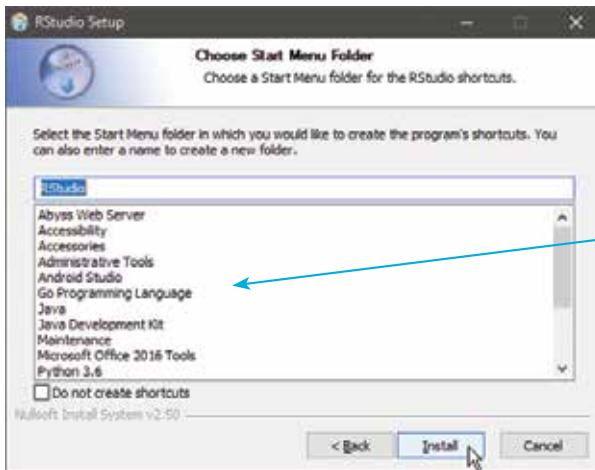 RStudio Setup
Choose Start Menu Folder
Choose a Start Menu folder for the RStudio shortcuts.
Select the Start Menu folder in which you would like to create the program's shortcuts. You
can also enter a name to create a new folder.
RStudio
Abyss Web Server
Accessibility
Accessories
Administrative Tools
Android Studio
Go Programming Language
Java
Java Development Kit
Maintenance
Microsoft Office 2016 Tools
Python 3.6
Do not create shortcuts
Nullsoft Install System v2.50
< Back Install Cancel